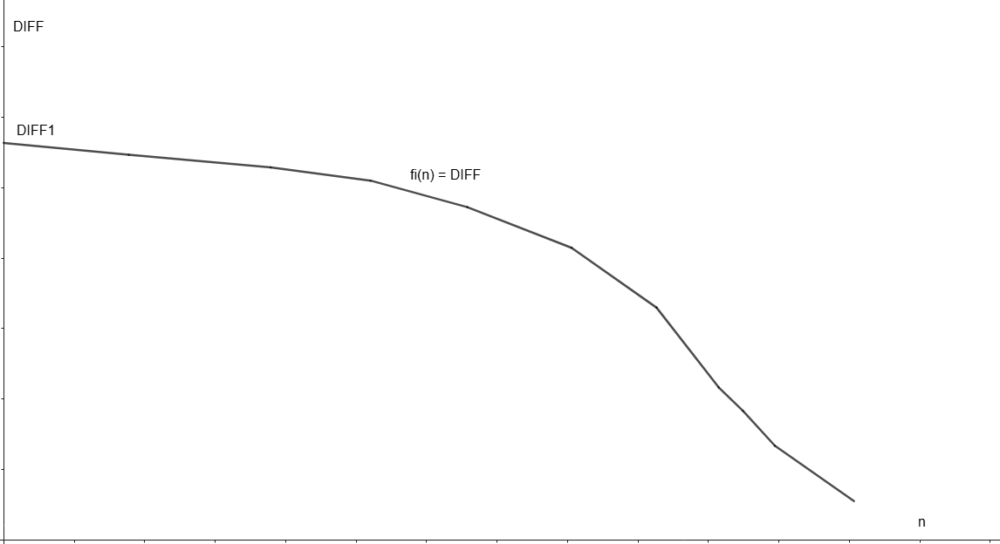 DIFF
DIFF1
fi(n) = DIFF
n